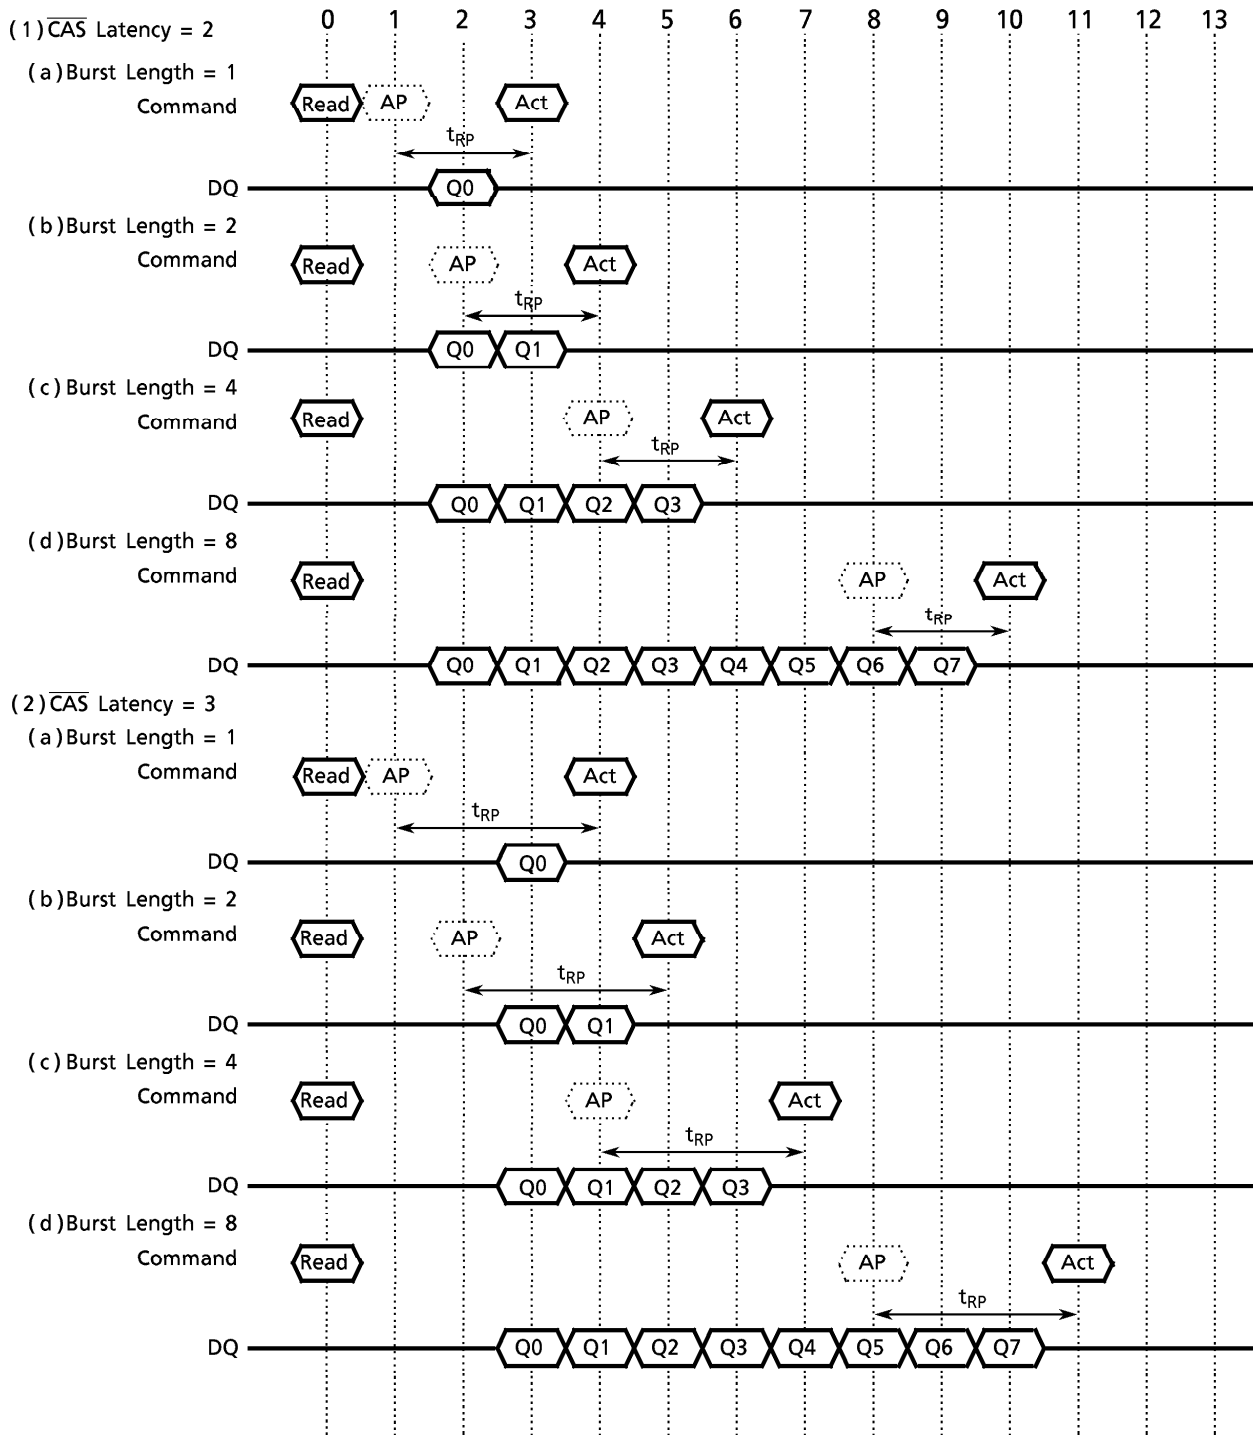 0 1 2 3 4 5 6 7 8 9 10 11 12 13
(1) CAS Latency = 2
(a) Burst Length = 1
Command Read AP Act
tRP
DQ Q0
(b) Burst Length = 2
Command Read AP Act
tRP
DQ Q0 Q1
(c) Burst Length = 4
Command Read AP Act
tRP
DQ Q0 Q1 Q2 Q3
(d) Burst Length = 8
Command Read AP Act
tRP
DQ Q0 Q1 Q2 Q3 Q4 Q5 Q6 Q7
(2) CAS Latency = 3
(a) Burst Length = 1
Command Read AP Act
tRP
DQ Q0
(b) Burst Length = 2
Command Read AP Act
tRP
DQ Q0 Q1
(c) Burst Length = 4
Command Read AP Act
tRP
DQ Q0 Q1 Q2 Q3
(d) Burst Length = 8
Command Read AP Act
tRP
DQ Q0 Q1 Q2 Q3 Q4 Q5 Q6 Q7